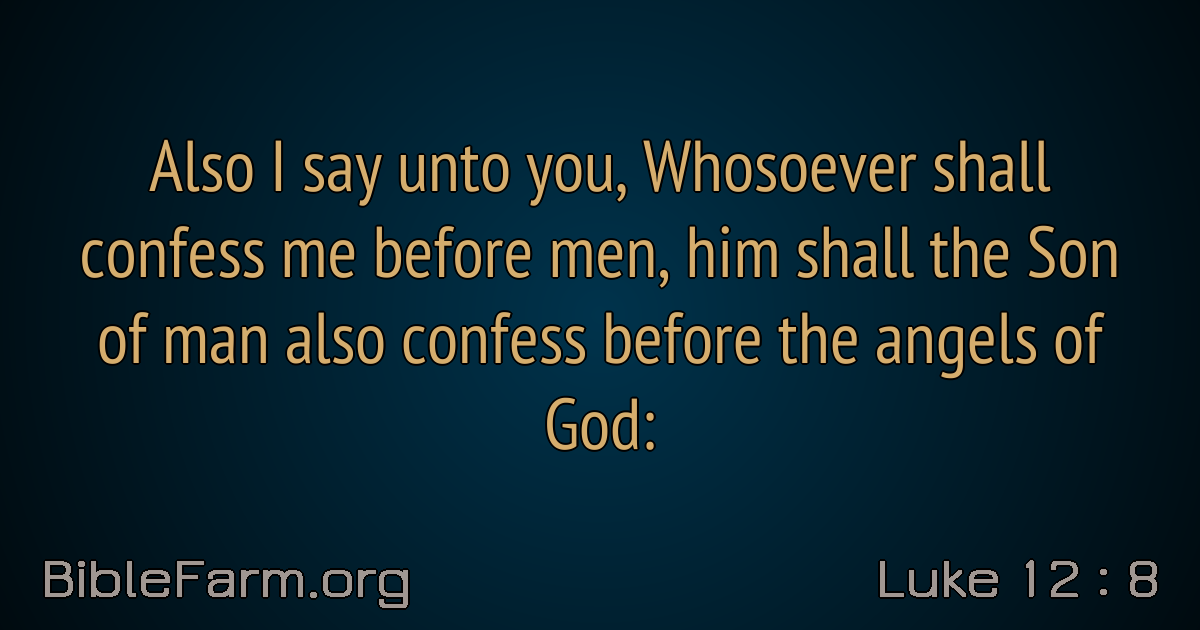 Also I say unto you, Whosoever shall
confess me before men, him shall the Son
of man also confess before the angels of
God:
BibleFarm.org
Luke 12 : 8